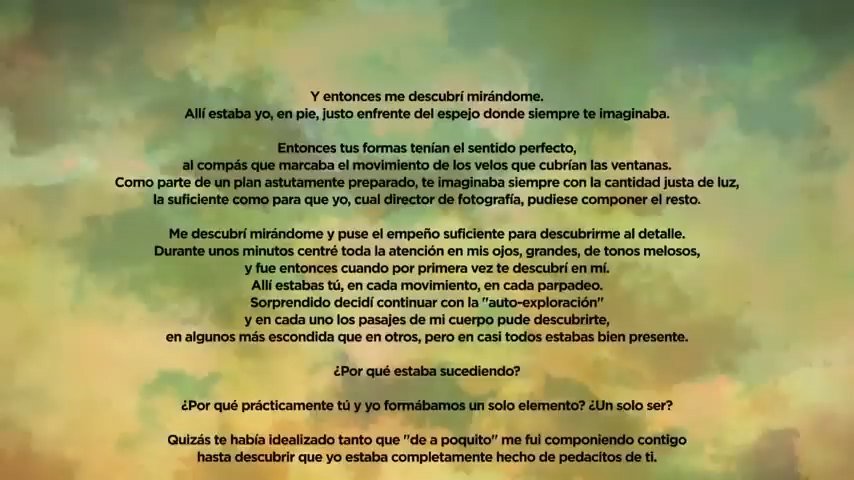 Y entonces me descubrí mirándome.
Allí estaba yo, en pie, justo enfrente del espejo donde siempre te imaginaba.
Entonces tus formas tenían el sentido perfecto,
al compás que marcaba el movimiento de los velos que cubrían las ventanas.
Como parte de un plan astutamente preparado, te imaginaba siempre con la cantidad justa de luz,
la suficiente como para que yo, cual director de fotografía, pudiese componer el resto.
Me descubrí mirándome y puse el empeño suficiente para descubrirme al detalle.
Durante unos minutos centré toda la atención en mis ojos, grandes, de tonos melosos,
y fue entonces cuando por primera vez te descubrí en mí.
Allí estabas tú, en cada movimiento, en cada parpadeo.
Sorprendido decidí continuar con la "auto-exploración"
y en cada uno los pasajes de mi cuerpo pude descubrirte,
en algunos más escondida que en otros, pero en casi todos estabas bien presente.
¿Por qué estaba sucediendo?
¿Por qué prácticamente tú y yo formábamos un solo elemento? ¿Un solo ser?
Quizás te había idealizado tanto que "de a poquito" me fui componiendo contigo
hasta descubrir que yo estaba completamente hecho de pedacitos de ti.